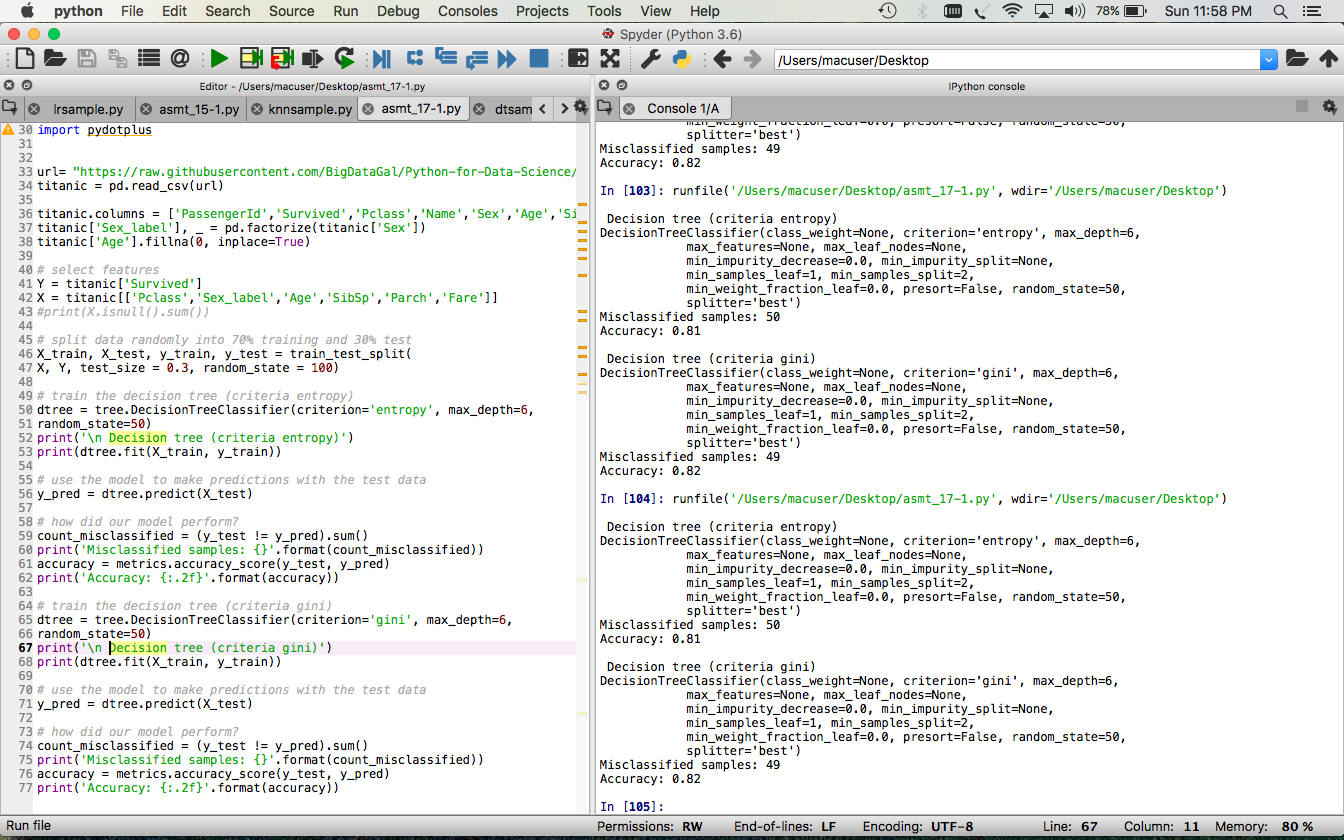 python File Edit Search Source Run Debug Consoles Projects Tools View Help 78% Sun 11:58 PM
Spyder (Python 3.6)
/Users/macuser/Desktop
Editor - /Users/macuser/Desktop/asmt_17-1.py
lrsample.py asmt_15-1.py knnsample.py asmt_17-1.py dtsam
30 import pydotplus
31
32
33 url= "https://raw.githubusercontent.com/BigDataGal/Python-for-Data-Science/
34 titanic = pd.read_csv(url)
35
36 titanic.columns = ['PassengerId','Survived','Pclass','Name','Sex','Age','Si
37 titanic['Sex_label'], _ = pd.factorize(titanic['Sex'])
38 titanic['Age'].fillna(0, inplace=True)
39
40 # select features
41 Y = titanic['Survived']
42 X = titanic[['Pclass','Sex_label','Age','SibSp','Parch','Fare']]
43 #print(X.isnull().sum())
44
45 # split data randomly into 70% training and 30% test
46 X_train, X_test, y_train, y_test = train_test_split(
47 X, Y, test_size = 0.3, random_state = 100)
48
49 # train the decision tree (criteria entropy)
50 dtree = tree.DecisionTreeClassifier(criterion='entropy', max_depth=6,
51 random_state=50)
52 print('\n Decision tree (criteria entropy)')
53 print(dtree.fit(X_train, y_train))
54
55 # use the model to make predictions with the test data
56 y_pred = dtree.predict(X_test)
57
58 # how did our model perform?
59 count_misclassified = (y_test != y_pred).sum()
60 print('Misclassified samples: {}'.format(count_misclassified))
61 accuracy = metrics.accuracy_score(y_test, y_pred)
62 print('Accuracy: {:.2f}'.format(accuracy))
63
64 # train the decision tree (criteria gini)
65 dtree = tree.DecisionTreeClassifier(criterion='gini', max_depth=6,
66 random_state=50)
67 print('\n Decision tree (criteria gini)')
68 print(dtree.fit(X_train, y_train))
69
70 # use the model to make predictions with the test data
71 y_pred = dtree.predict(X_test)
72
73 # how did our model perform?
74 count_misclassified = (y_test != y_pred).sum()
75 print('Misclassified samples: {}'.format(count_misclassified))
76 accuracy = metrics.accuracy_score(y_test, y_pred)
77 print('Accuracy: {:.2f}'.format(accuracy))
IPython console
Console 1/A
min_weight_fraction_leaf=0.0, presort=False, random_state=50,
splitter='best')
Misclassified samples: 49
Accuracy: 0.82
In [103]: runfile('/Users/macuser/Desktop/asmt_17-1.py', wdir='/Users/macuser/Desktop')
Decision tree (criteria entropy)
DecisionTreeClassifier(class_weight=None, criterion='entropy', max_depth=6,
max_features=None, max_leaf_nodes=None,
min_impurity_decrease=0.0, min_impurity_split=None,
min_samples_leaf=1, min_samples_split=2,
min_weight_fraction_leaf=0.0, presort=False, random_state=50,
splitter='best')
Misclassified samples: 50
Accuracy: 0.81
Decision tree (criteria gini)
DecisionTreeClassifier(class_weight=None, criterion='gini', max_depth=6,
max_features=None, max_leaf_nodes=None,
min_impurity_decrease=0.0, min_impurity_split=None,
min_samples_leaf=1, min_samples_split=2,
min_weight_fraction_leaf=0.0, presort=False, random_state=50,
splitter='best')
Misclassified samples: 49
Accuracy: 0.82
In [104]: runfile('/Users/macuser/Desktop/asmt_17-1.py', wdir='/Users/macuser/Desktop')
Decision tree (criteria entropy)
DecisionTreeClassifier(class_weight=None, criterion='entropy', max_depth=6,
max_features=None, max_leaf_nodes=None,
min_impurity_decrease=0.0, min_impurity_split=None,
min_samples_leaf=1, min_samples_split=2,
min_weight_fraction_leaf=0.0, presort=False, random_state=50,
splitter='best')
Misclassified samples: 50
Accuracy: 0.81
Decision tree (criteria gini)
DecisionTreeClassifier(class_weight=None, criterion='gini', max_depth=6,
max_features=None, max_leaf_nodes=None,
min_impurity_decrease=0.0, min_impurity_split=None,
min_samples_leaf=1, min_samples_split=2,
min_weight_fraction_leaf=0.0, presort=False, random_state=50,
splitter='best')
Misclassified samples: 49
Accuracy: 0.82
In [105]:
Run file Permissions: RW End-of-lines: LF Encoding: UTF-8 Line: 67 Column: 11 Memory: 80 %